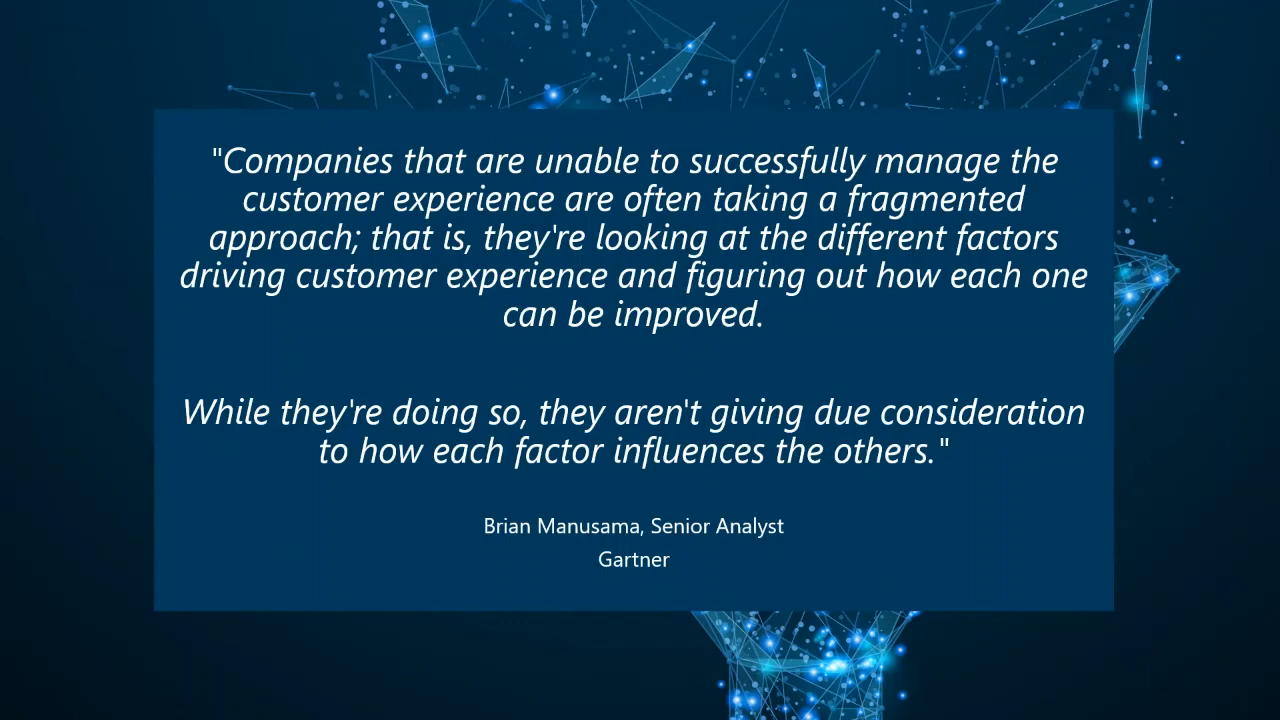 "Companies that are unable to successfully manage the
customer experience are often taking a fragmented
approach; that is, they're looking at the different factors
driving customer experience and figuring out how each one
can be improved.
While they're doing so, they aren't giving due consideration
to how each factor influences the others."
Brian Manusama, Senior Analyst
Gartner